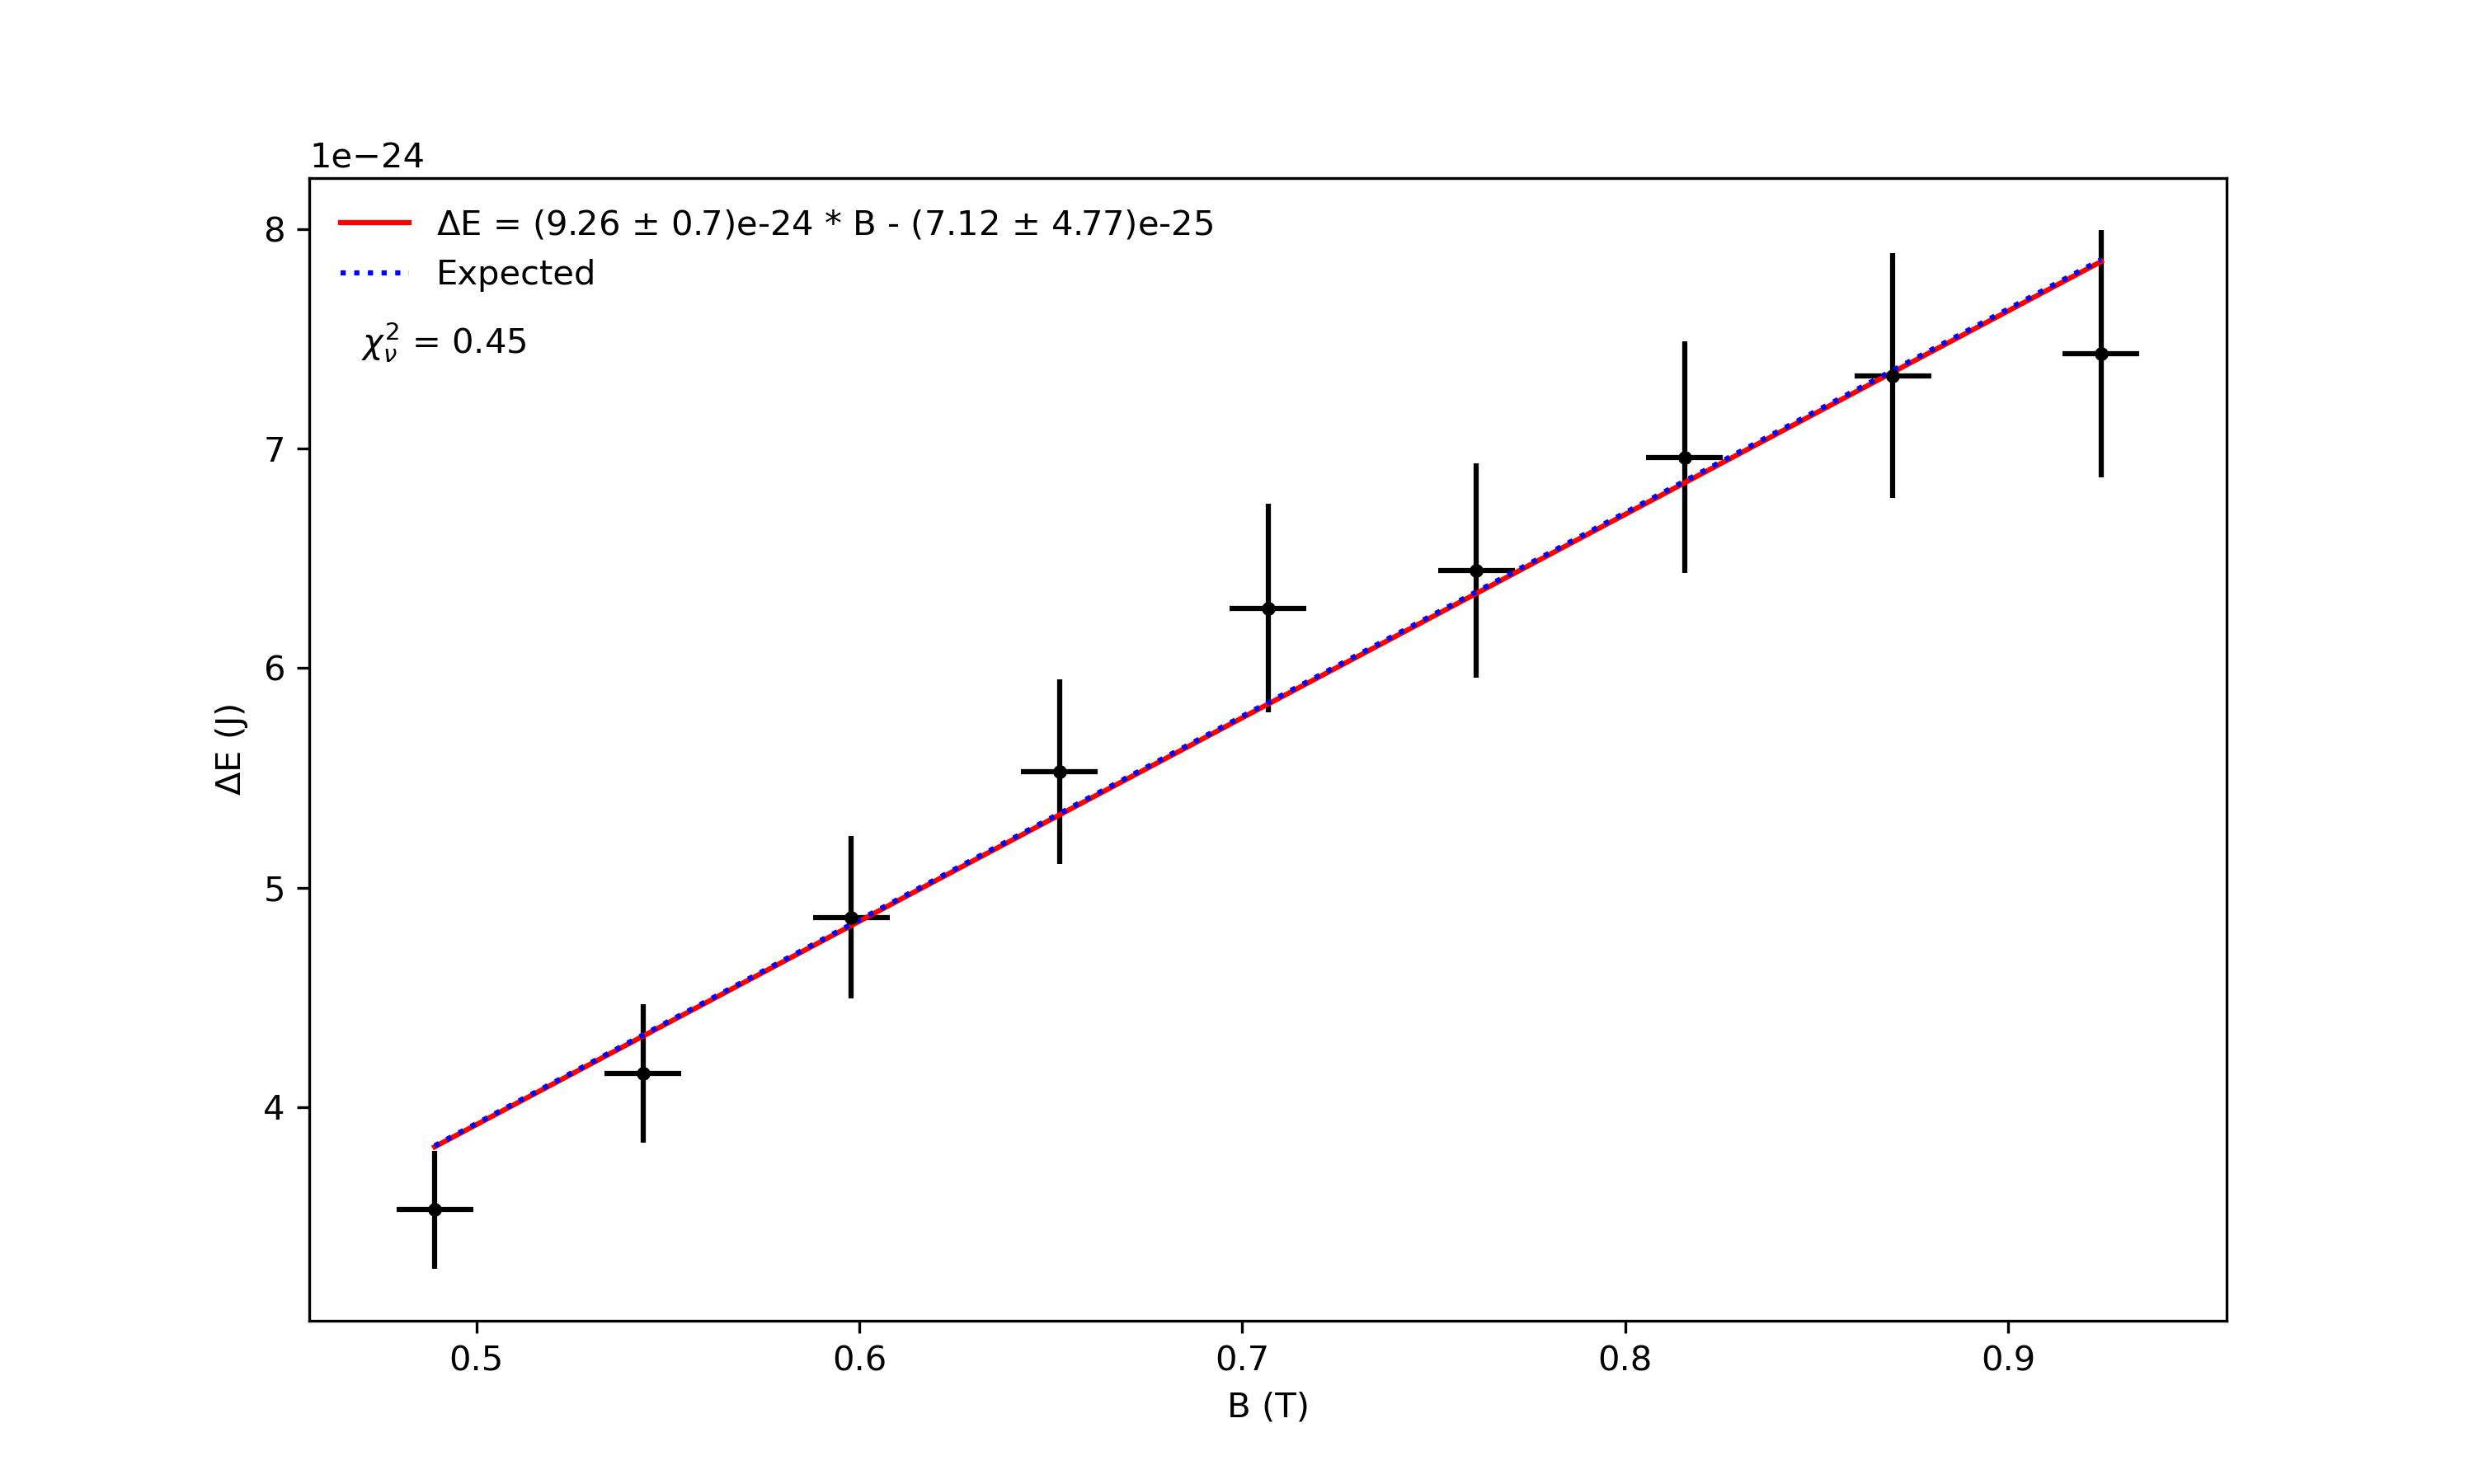 1e−24
ΔE = (9.26 ± 0.7)e-24 * B - (7.12 ± 4.77)e-25
Expected
χ²ᵥ = 0.45
8
7
6
5
4
ΔE (J)
0.5 0.6 0.7 0.8 0.9
B (T)